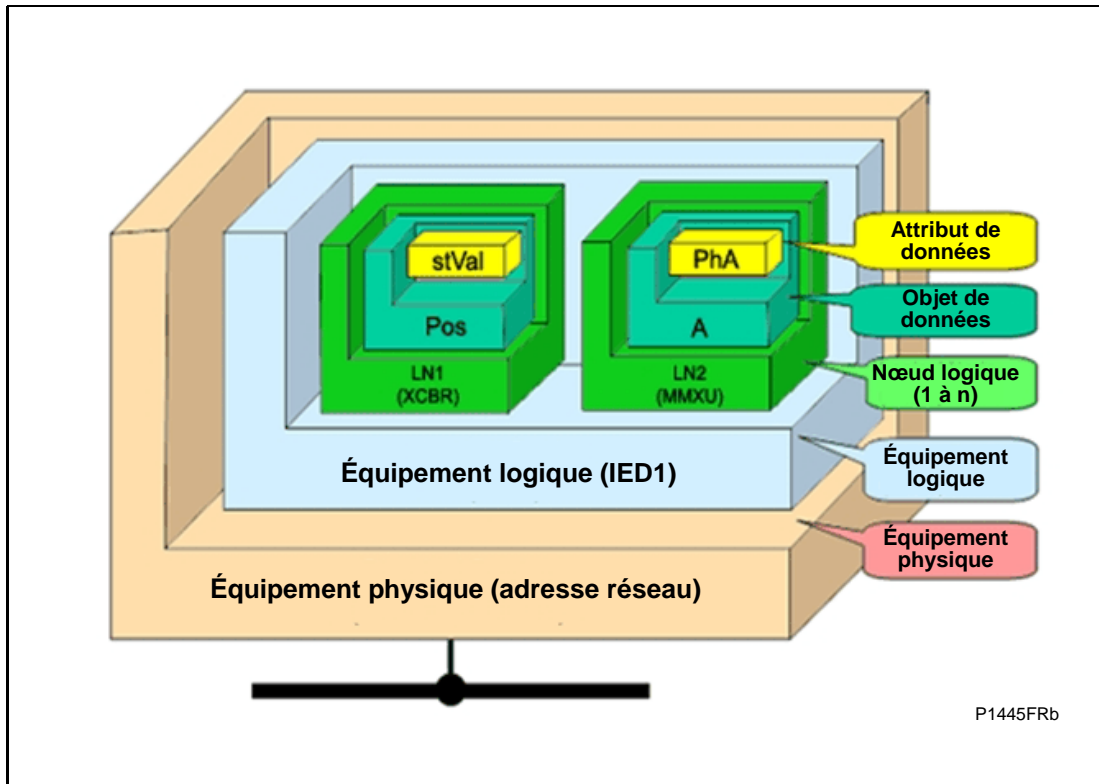 stVal
Pos
LN1
(XCBR)
PhA
A
LN2
(MMXU)
Attribut de
données
Objet de
données
Nœud logique
(1 à n)
Équipement
logique
Équipement
physique
Équipement logique (IED1)
Équipement physique (adresse réseau)
P1445FRb